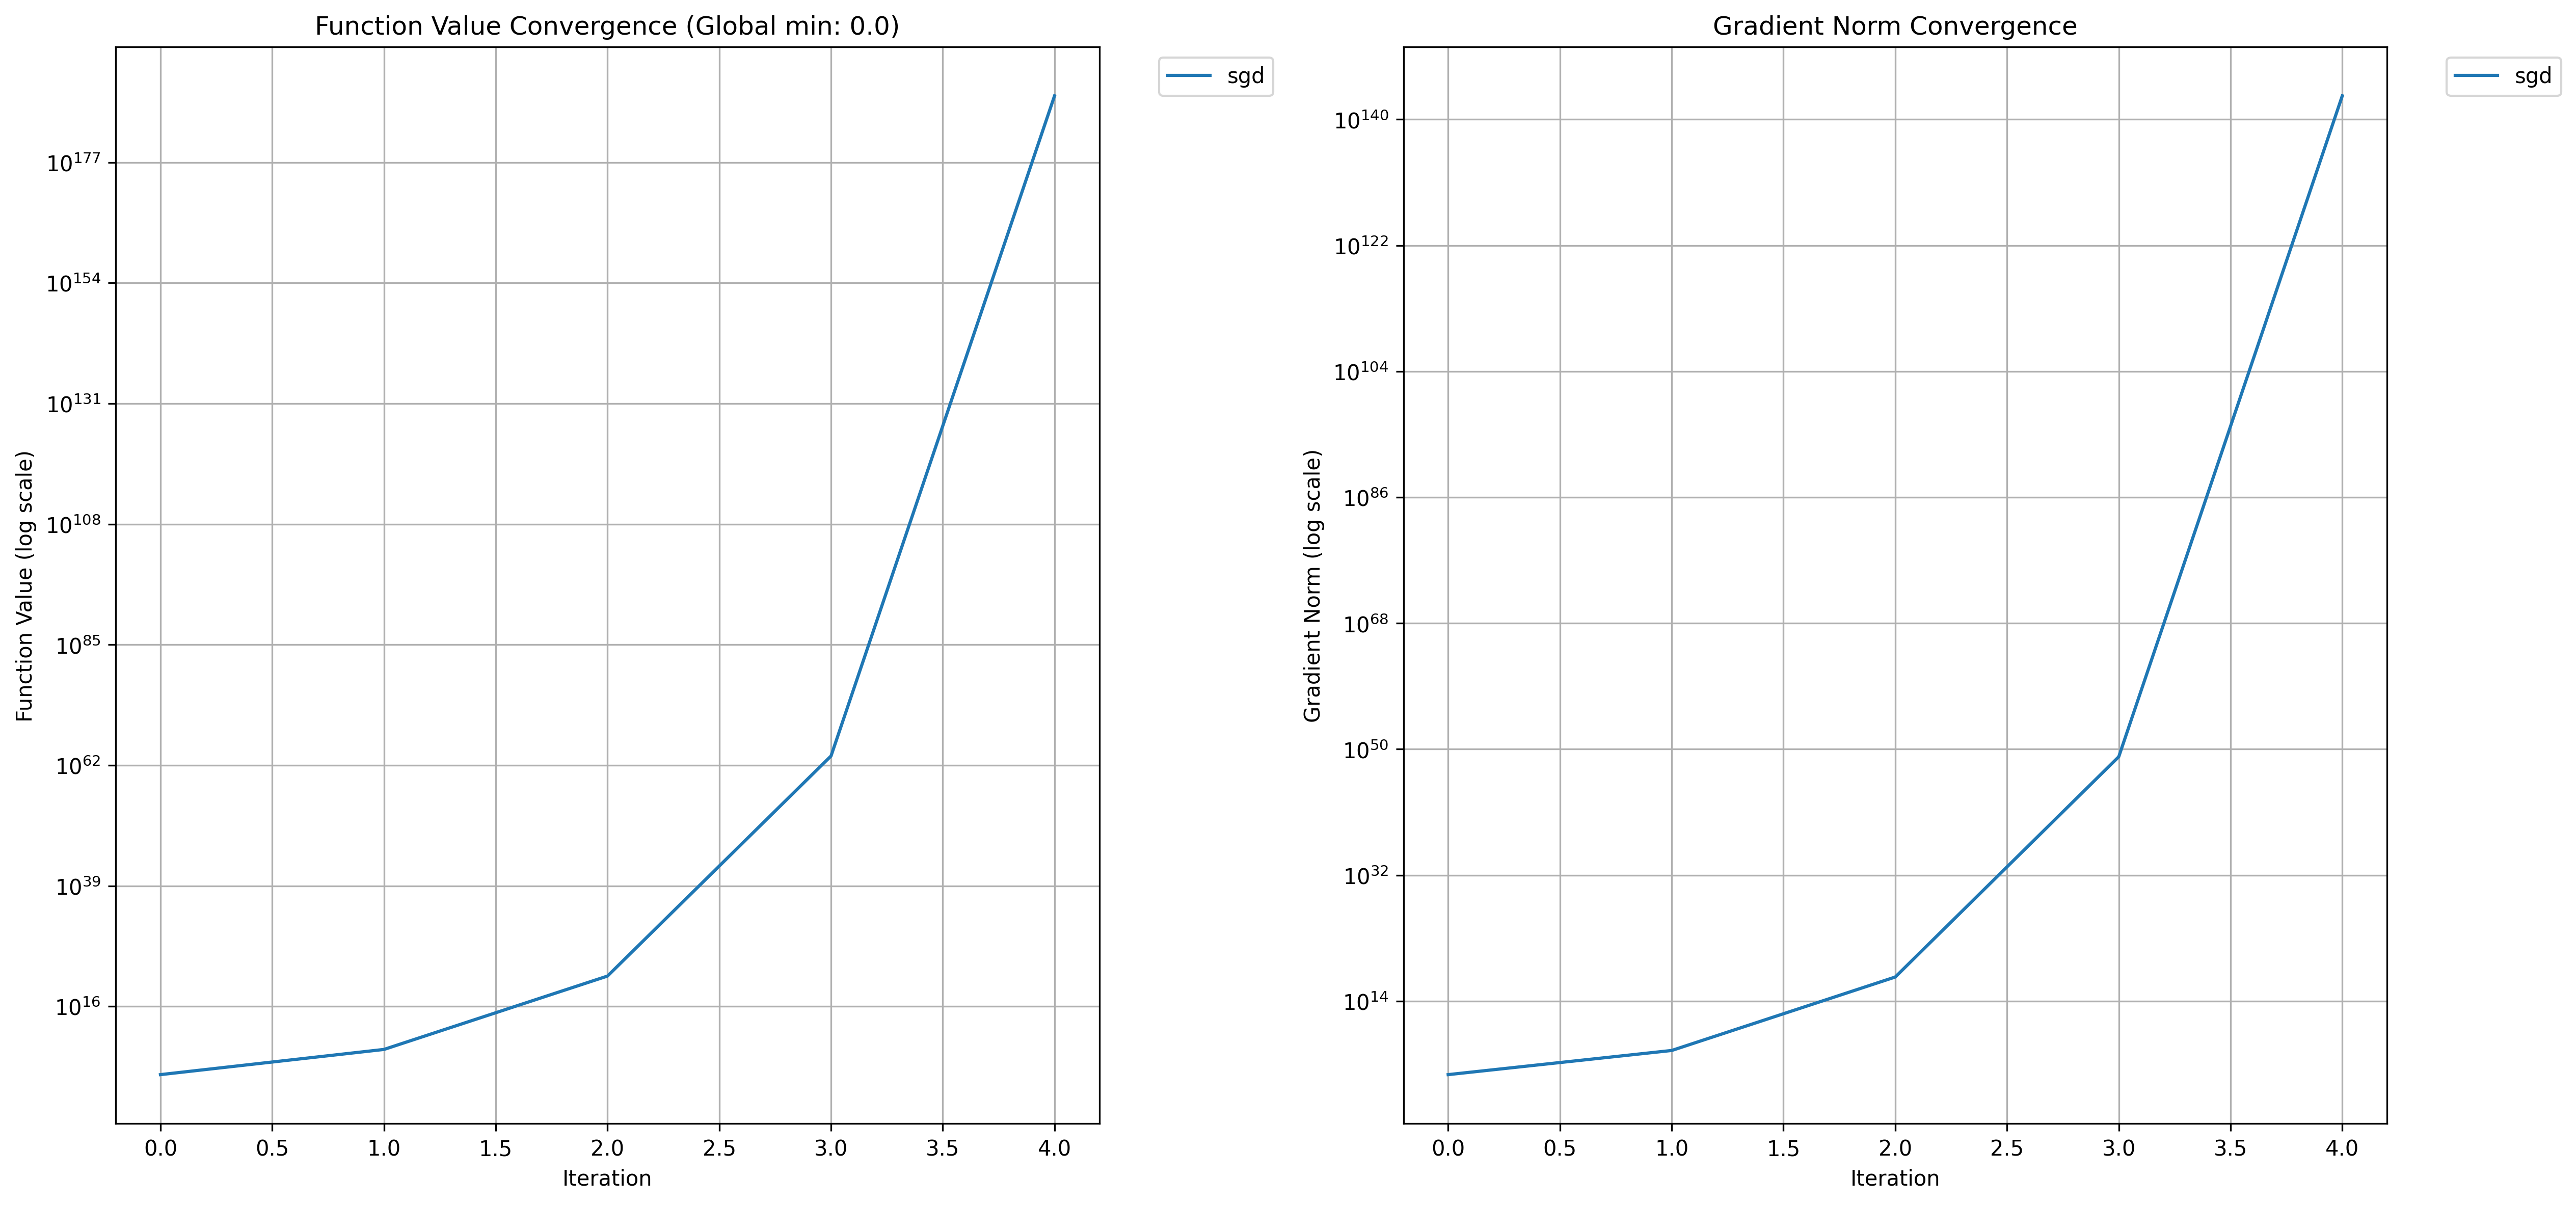 Function Value Convergence (Global min: 0.0)
Function Value (log scale)
10^177
10^154
10^131
10^108
10^85
10^62
10^39
10^16
0.0 0.5 1.0 1.5 2.0 2.5 3.0 3.5 4.0
Iteration
sgd
Gradient Norm Convergence
Gradient Norm (log scale)
10^140
10^122
10^104
10^86
10^68
10^50
10^32
10^14
0.0 0.5 1.0 1.5 2.0 2.5 3.0 3.5 4.0
Iteration
sgd